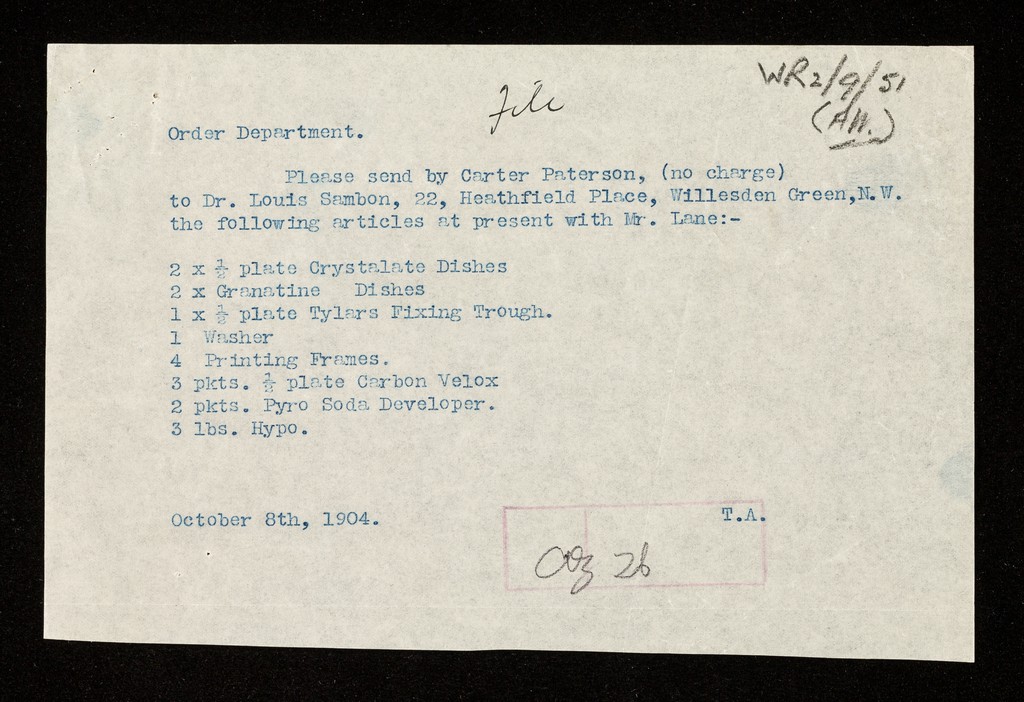 WR2/9/51
File
(AW.)
Order Department.
Please send by Carter Paterson, (no charge)
to Dr. Louis Sambon, 22, Heathfield Place, Willesden Green,N.W.
the following articles at present with Mr. Lane:-
2 x ½ plate Crystalate Dishes
2 x Granatine Dishes
1 x ½ plate Tylars Fixing Trough.
1 Washer
4 Printing Frames.
3 pkts. ½ plate Carbon Velox
2 pkts. Pyro Soda Developer.
3 lbs. Hypo.
October 8th, 1904.
T.A.
26